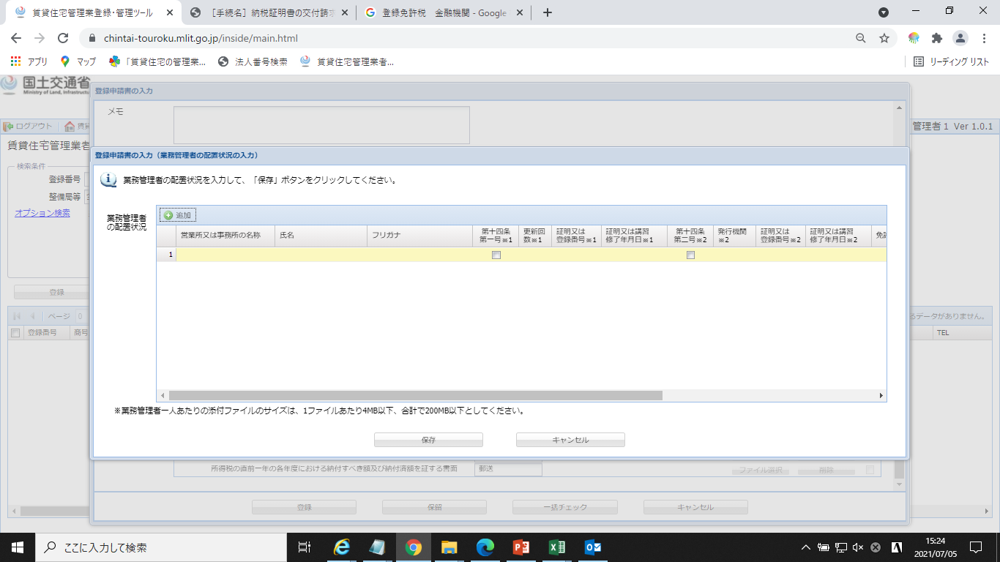 賃貸住宅管理業登録・管理ツール
［手続名］納税証明書の交付請求
登録免許税　金融機関 - Google
chintai-touroku.mlit.go.jp/inside/main.html
アプリ
マップ
「賃貸住宅の管理業...
法人番号検索
賃貸住宅管理業者...
リーディング リスト
国土交通省
Ministry of Land, Infrastructu
登録申請書の入力
メモ
ログアウト
管理者１ Ver 1.0.1
賃貸住宅管理業者
登録申請書の入力（業務管理者の配置状況の入力）
検索条件
登録番号
整備局等
オプション検索
業務管理者の配置状況を入力して、「保存」ボタンをクリックしてください。
業務管理者
の配置状況
追加
営業所又は事務所の名称
氏名
フリガナ
第十四条
第一号※1
更新回
数※1
証明又は
登録番号※1
証明又は講習
修了年月日※1
第十四条
第二号※2
発行機関
※2
証明又は
登録番号※2
証明又は講習
修了年月日※2
1
登録
ページ
0
るデータがありません。
登録番号
商号
TEL
※業務管理者一人あたりの添付ファイルのサイズは、1ファイルあたり4MB以下、合計で200MB以下としてください。
保存
キャンセル
所得税の直前一年の各年度における納付すべき額及び納付済額を証する書面
郵送
ファイル選択
削除
登録
保留
一括チェック
キャンセル
ここに入力して検索
A
15:24
2021/07/05